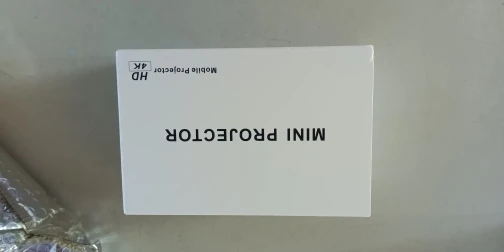 MINI PROJECTOR
Mobile Projector
HD
4K